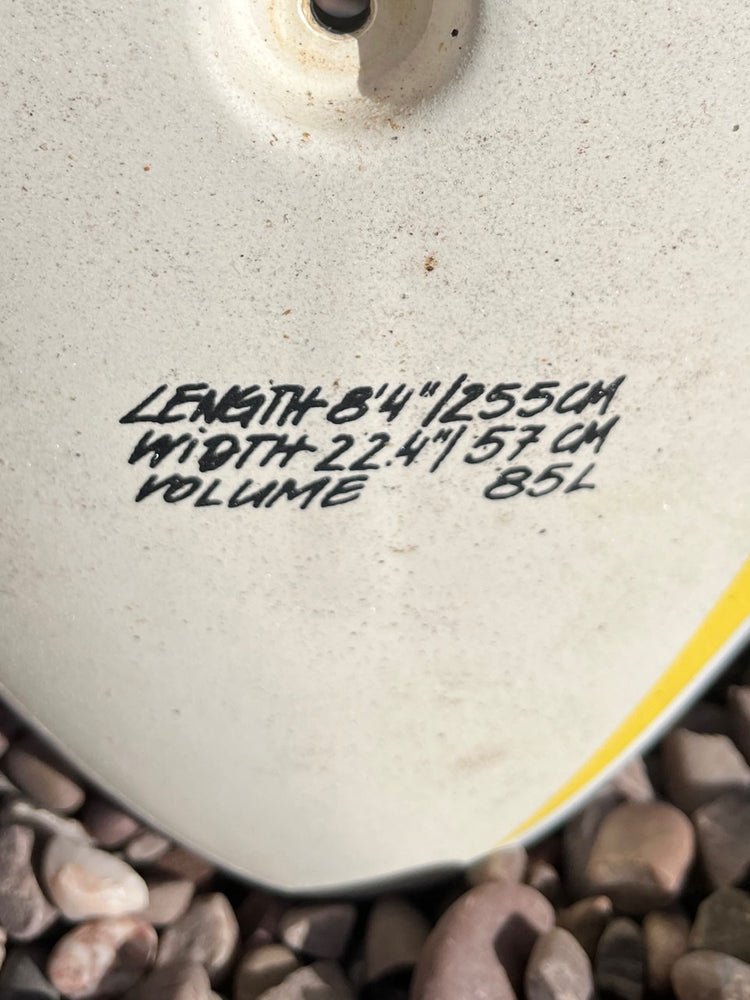 LENGTH 8'4"/255CM
WIDTH 22.4"/57 CM
VOLUME 85L